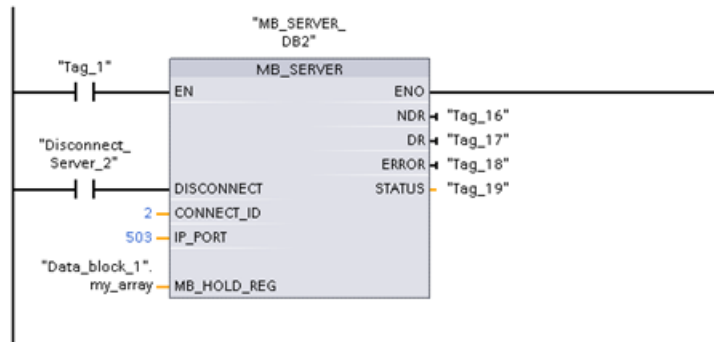 "MB_SERVER_
DB2"
"Tag_1"
MB_SERVER
EN
ENO
NDR
"Tag_16"
DR
"Tag_17"
"Disconnect_
Server_2"
ERROR
"Tag_18"
DISCONNECT
STATUS
"Tag_19"
2
CONNECT_ID
503
IP_PORT
"Data_block_1".
my_array
MB_HOLD_REG